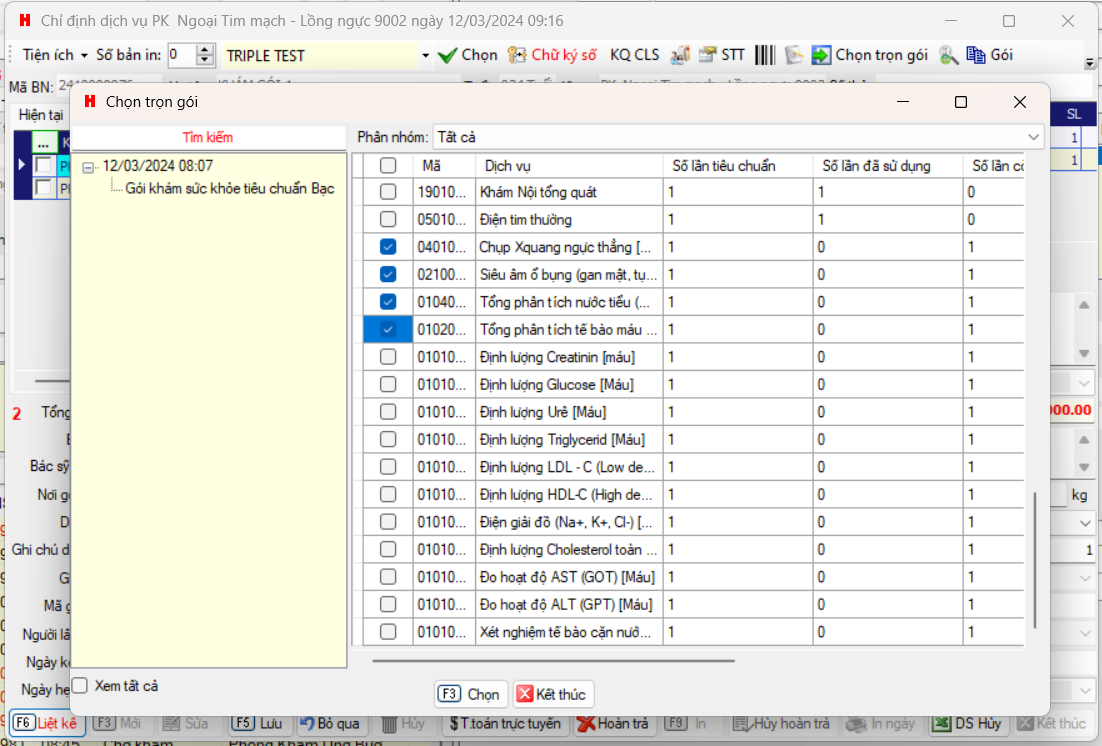 Chỉ định dịch vụ PK Ngoại Tim mạch - Lồng ngực 9002 ngày 12/03/2024 09:16
Tiện ích Số bản in: 0 TRIPLE TEST Chọn Chữ ký số KQ CLS STT Chọn trọn gói Gói
Mã BN:
Chọn trọn gói
Hiện tại
SL
Tìm kiếm
Phân nhóm: Tất cả
...
1
1
12/03/2024 08:07
Gói khám sức khỏe tiêu chuẩn Bạc
Mã Dịch vụ Số lần tiêu chuẩn Số lần đã sử dụng Số lần cò
19010... Khám Nội tổng quát 1 1 0
05010... Điện tim thường 1 1 0
04010... Chụp Xquang ngực thẳng [... 1 0 1
02100... Siêu âm ổ bụng (gan mật, tụ... 1 0 1
01040... Tổng phân tích nước tiểu (... 1 0 1
01020... Tổng phân tích tế bào máu ... 1 0 1
01010... Định lượng Creatinin [máu] 1 0 1
01010... Định lượng Glucose [Máu] 1 0 1
01010... Định lượng Urê [Máu] 1 0 1
01010... Định lượng Triglycerid [Máu] 1 0 1
01010... Định lượng LDL - C (Low de... 1 0 1
01010... Định lượng HDL-C (High de... 1 0 1
01010... Điện giải đồ (Na+, K+, Cl-) [... 1 0 1
01010... Định lượng Cholesterol toàn ... 1 0 1
01010... Đo hoạt độ AST (GOT) [Máu] 1 0 1
01010... Đo hoạt độ ALT (GPT) [Máu] 1 0 1
01010... Xét nghiệm tế bào cặn nướ... 1 0 1
2 Tổng
000.00
Bác sỹ
Nơi g
kg
Ghi chú d
1
Mã g
Người lậ
Ngày kê
Ngày hẹ
Xem tất cả
F3 Chọn Kết thúc
F6 Liệt kê F3 Mới Sửa F5 Lưu Bỏ qua Hủy $ T.toán trực tuyến Hoàn trả F9 In Hủy hoàn trả In ngày DS Hủy Kết thúc